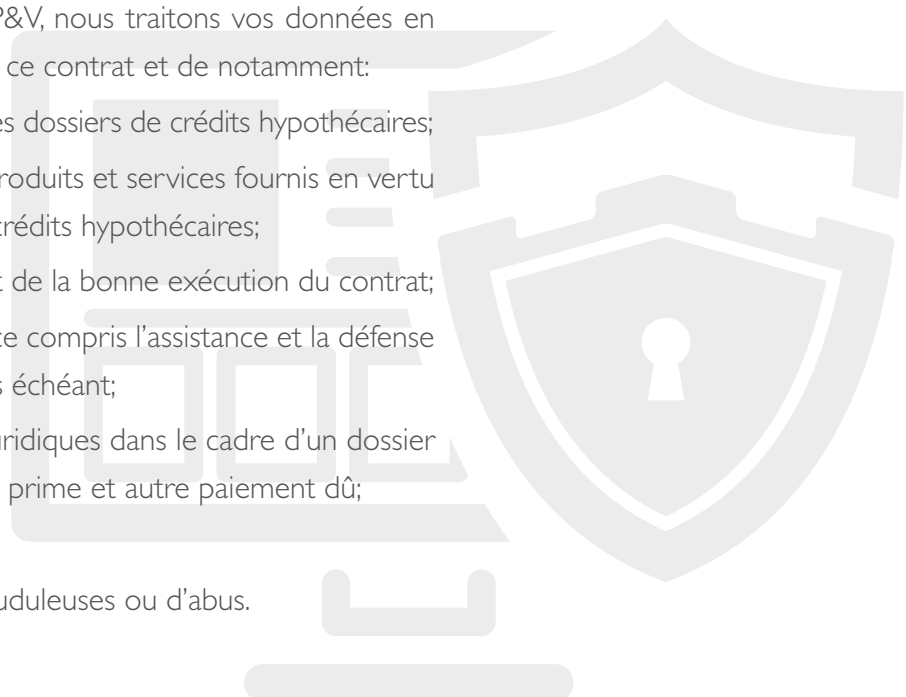 P&V, nous traitons vos données en
ce contrat et de notamment:
es dossiers de crédits hypothécaires;
roduits et services fournis en vertu
crédits hypothécaires;
t de la bonne exécution du contrat;
ce compris l’assistance et la défense
s échéant;
uridiques dans le cadre d’un dossier
prime et autre paiement dû;
uduleuses ou d’abus.